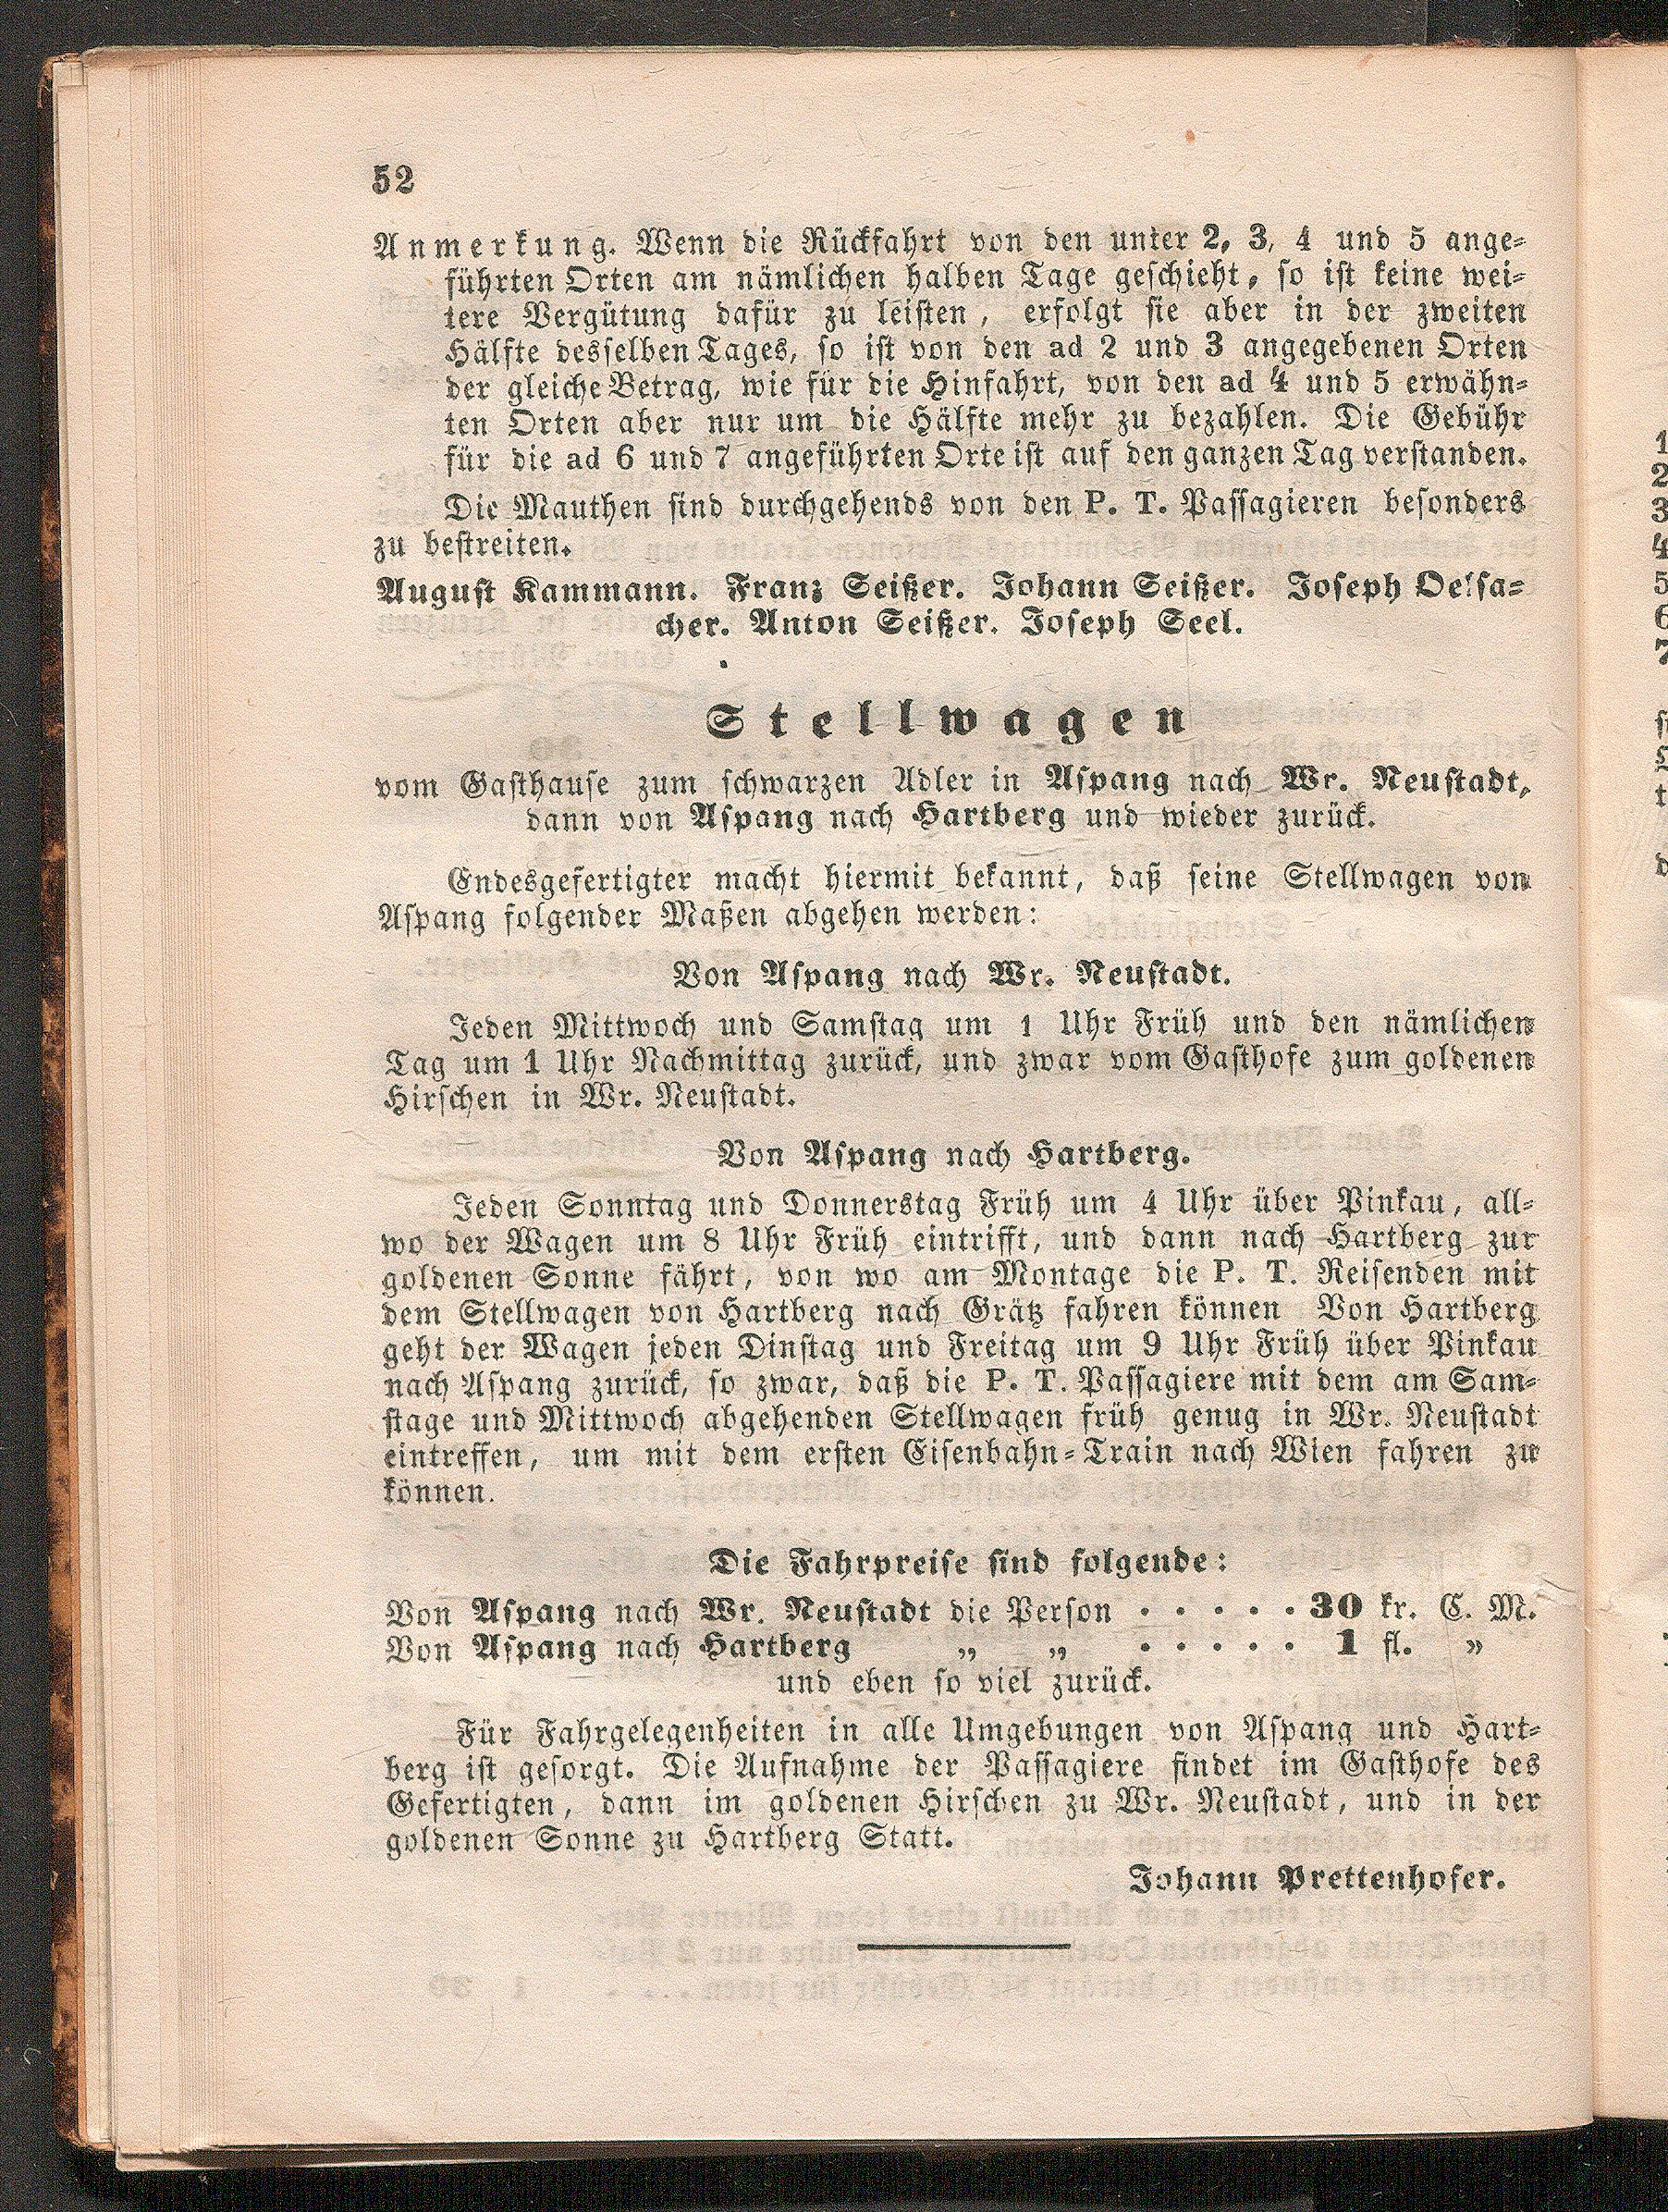 52
Anmerkung. Wenn die Rückfahrt von den unter 2, 3, 4 und 5 ange-
führten Orten am nämlichen halben Tage geschieht, so ist keine wei-
tere Vergütung dafür zu leisten, erfolgt sie aber in der zweiten
Hälfte desselben Tages, so ist von den ad 2 und 3 angegebenen Orten
der gleiche Betrag, wie für die Hinfahrt, von den ad 4 und 5 erwähn-
ten Orten aber nur um die Hälfte mehr zu bezahlen. Die Gebühr
für die ad 6 und 7 angeführten Orte ist auf den ganzen Tag verstanden.
Die Mauthen sind durchgehends von den P. T. Passagieren besonders
zu bestreiten.
August Kammann. Franz Seißer. Johann Seißer. Joseph Oelsa-
cher. Anton Seißer. Joseph Seel.
Stellwagen
vom Gasthause zum schwarzen Adler in Aspang nach Wr. Neustadt,
dann von Aspang nach Hartberg und wieder zurück.
Endesgefertigter macht hiermit bekannt, daß seine Stellwagen von
Aspang folgender Maßen abgehen werden:
Von Aspang nach Wr. Neustadt.
Jeden Mittwoch und Samstag um 1 Uhr Früh und den nämlichen
Tag um 1 Uhr Nachmittag zurück, und zwar vom Gasthofe zum goldenen
Hirschen in Wr. Neustadt.
Von Aspang nach Hartberg.
Jeden Sonntag und Donnerstag Früh um 4 Uhr über Pinkau, all-
wo der Wagen um 8 Uhr Früh eintrifft, und dann nach Hartberg zur
goldenen Sonne fährt, von wo am Montage die P. T. Reisenden mit
dem Stellwagen von Hartberg nach Grätz fahren können Von Hartberg
geht der Wagen jeden Dinstag und Freitag um 9 Uhr Früh über Pinkau
nach Aspang zurück, so zwar, daß die P. T. Passagiere mit dem am Sam-
stage und Mittwoch abgehenden Stellwagen früh genug in Wr. Neustadt
eintreffen, um mit dem ersten Eisenbahn-Train nach Wien fahren zu
können.
Die Fahrpreise sind folgende:
Von Aspang nach Wr. Neustadt die Person . . . . . 30 kr. C. M.
Von Aspang nach Hartberg „ „ . . . . . 1 fl. „
und eben so viel zurück.
Für Fahrgelegenheiten in alle Umgebungen von Aspang und Hart-
berg ist gesorgt. Die Aufnahme der Passagiere findet im Gasthofe des
Gefertigten, dann im goldenen Hirschen zu Wr. Neustadt, und in der
goldenen Sonne zu Hartberg Statt.
Johann Prettenhofer.